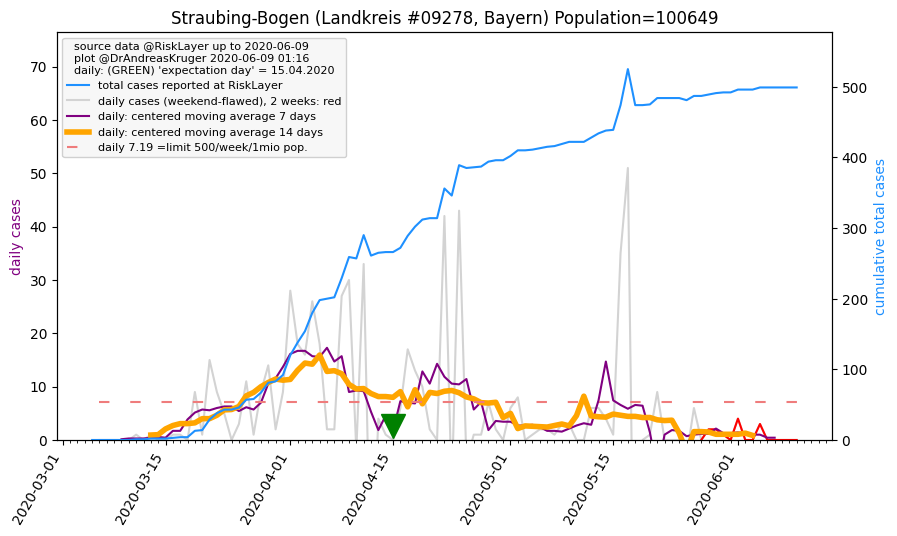 Straubing-Bogen (Landkreis #09278, Bayern) Population=100649
source data @RiskLayer up to 2020-06-09
plot @DrAndreasKruger 2020-06-09 01:16
daily: (GREEN) 'expectation day' = 15.04.2020
total cases reported at RiskLayer
daily cases (weekend-flawed), 2 weeks: red
daily: centered moving average 7 days
daily: centered moving average 14 days
daily 7.19 =limit 500/week/1mio pop.
daily cases
70
60
50
40
30
20
10
0
cumulative total cases
500
400
300
200
100
0
2020-03-01
2020-03-15
2020-04-01
2020-04-15
2020-05-01
2020-05-15
2020-06-01